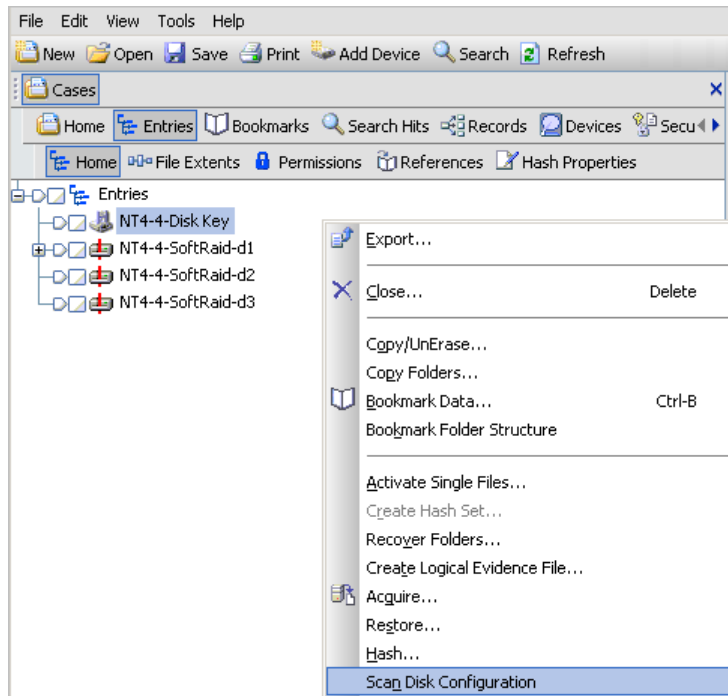 File Edit View Tools Help
New Open Save Print Add Device Search Refresh
Cases
Home Entries Bookmarks Search Hits Records Devices Secu
Home File Extents Permissions References Hash Properties
Entries
NT4-4-Disk Key
NT4-4-SoftRaid-d1
NT4-4-SoftRaid-d2
NT4-4-SoftRaid-d3
Export...
Close... Delete
Copy/UnErase...
Copy Folders...
Bookmark Data... Ctrl-B
Bookmark Folder Structure
Activate Single Files...
Create Hash Set...
Recover Folders...
Create Logical Evidence File...
Acquire...
Restore...
Hash...
Scan Disk Configuration